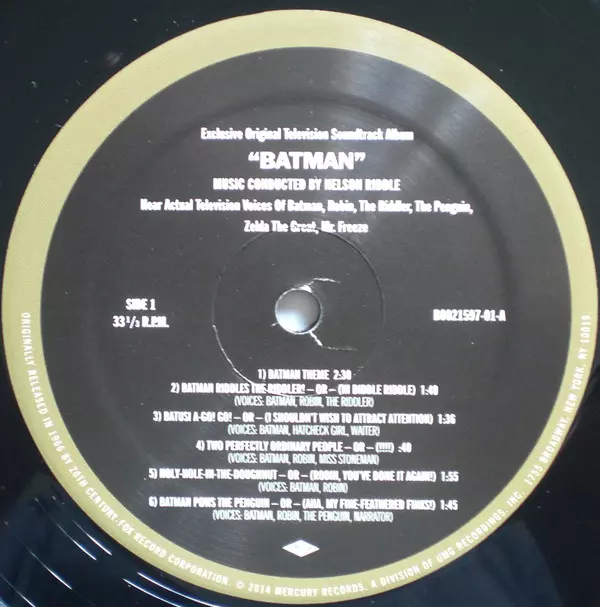 Exclusive Original Television Soundtrack Album
"BATMAN"
MUSIC CONDUCTED BY NELSON RIDDLE
Hear Actual Television Voices Of Batman, Robin, The Riddler, The Penguin,
Zelda The Great, Mr. Freeze
SIDE 1
33 1/3 R.P.M.
B0021597-01-A
1) BATMAN THEME 2:30
2) BATMAN RIDDLES THE RIDDLER! – OR – (HI DIDDLE RIDDLE) 1:40
(VOICES: BATMAN, ROBIN, THE RIDDLER)
3) BATUSI A-GO! GO! – OR – (I SHOULDN'T WISH TO ATTRACT ATTENTION) 1:36
(VOICES: BATMAN, HATCHECK GIRL, WAITER)
4) TWO PERFECTLY ORDINARY PEOPLE – OR – (!!!!) :40
(VOICES: BATMAN, ROBIN, MISS STONEMAN)
5) HOLY-HOLE-IN-THE-DOUGHNUT – OR – (ROBIN, YOU'VE DONE IT AGAIN!) 1:55
(VOICES: BATMAN, ROBIN)
6) BATMAN POWS THE PENGUIN – OR – (AHA, MY FINE-FEATHERED FINKS!) 1:45
(VOICES: BATMAN, ROBIN, THE PENGUIN, NARRATOR)
ORIGINALLY RELEASED IN 1966 BY 20TH CENTURY-FOX RECORD CORPORATION. © 2014 MERCURY RECORDS, A DIVISION OF UMG RECORDINGS, INC. 1755 BROADWAY, NEW YORK, NY 10019